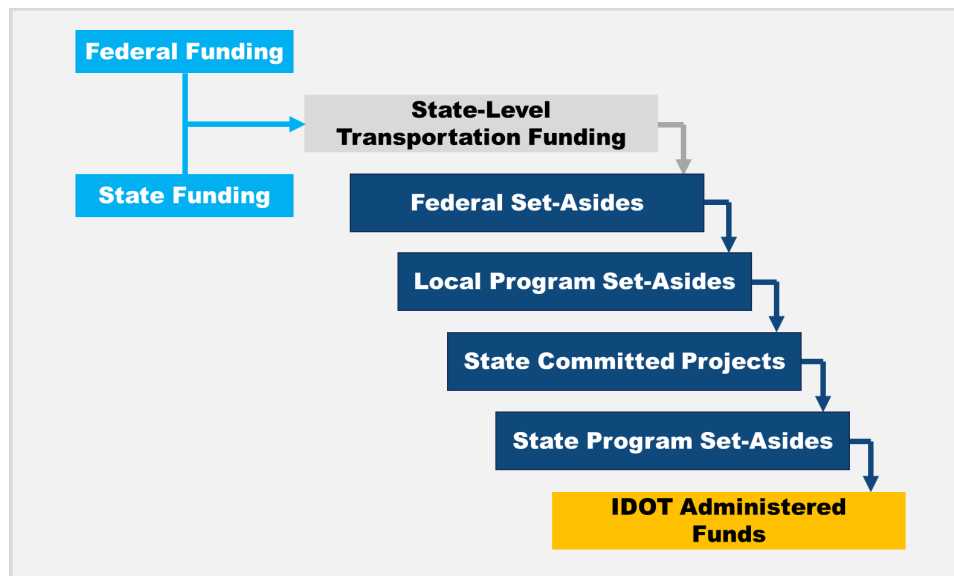 Federal Funding
State-Level
Transportation Funding
State Funding
Federal Set-Asides
Local Program Set-Asides
State Committed Projects
State Program Set-Asides
IDOT Administered
Funds